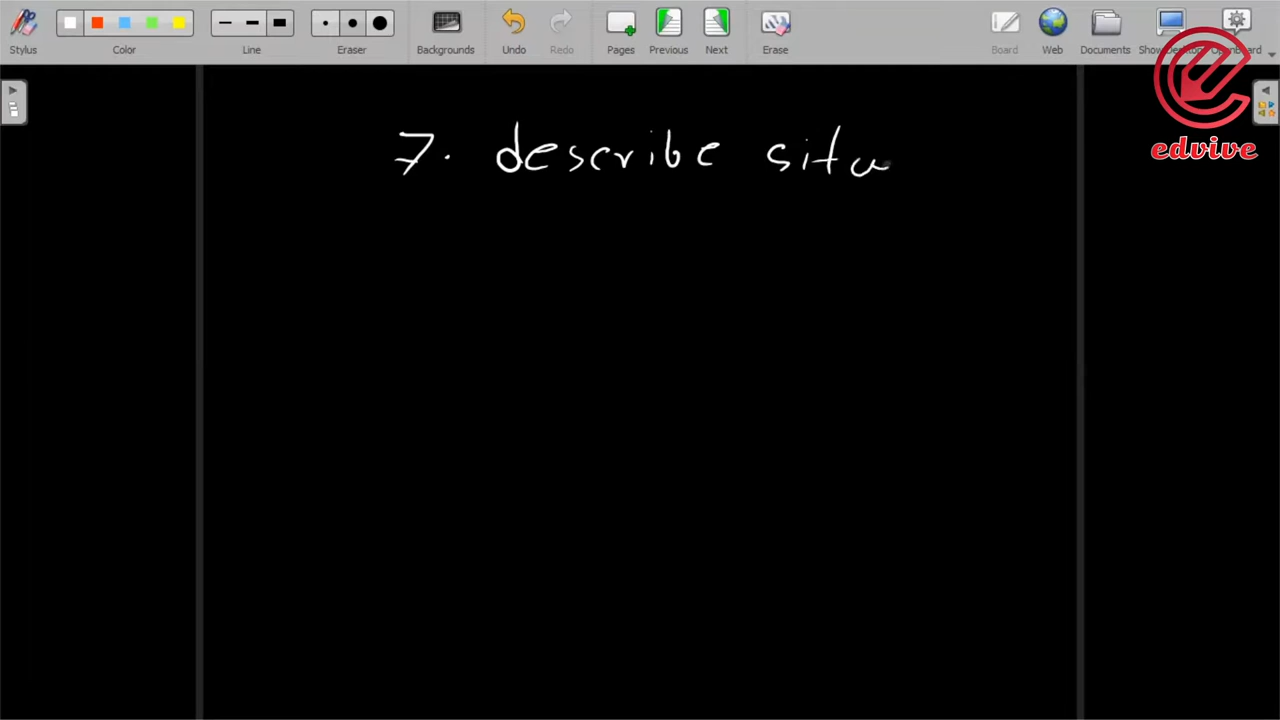 Stylus
Color
Line
Eraser
Backgrounds
Undo
Redo
Pages
Previous
Next
Erase
Board
Web
Documents
edvive
7. describe situ